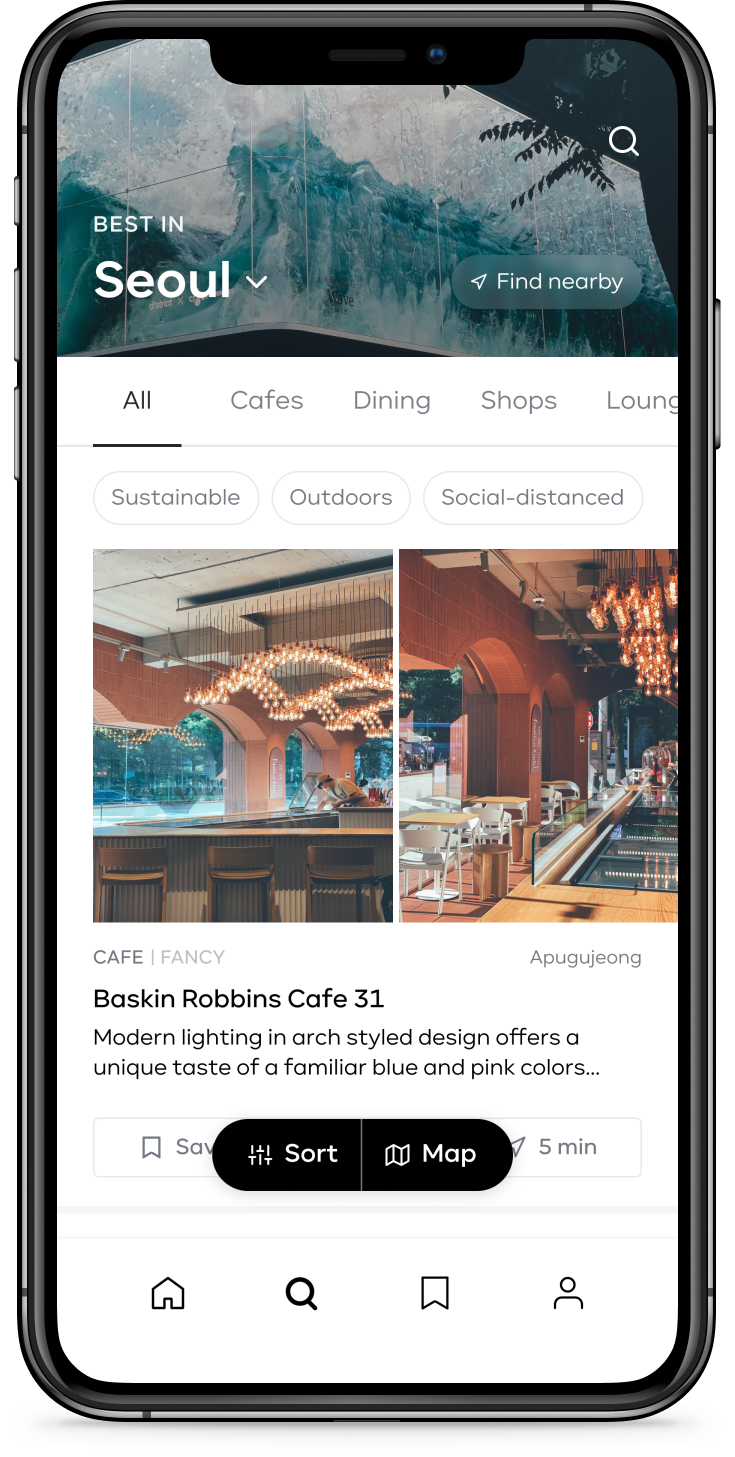 BEST IN
Seoul
Find nearby
All Cafes Dining Shops Loung
Sustainable Outdoors Social-distanced
CAFE | FANCY Apugujeong
Baskin Robbins Cafe 31
Modern lighting in arch styled design offers a
unique taste of a familiar blue and pink colors...
Sav Sort Map 5 min